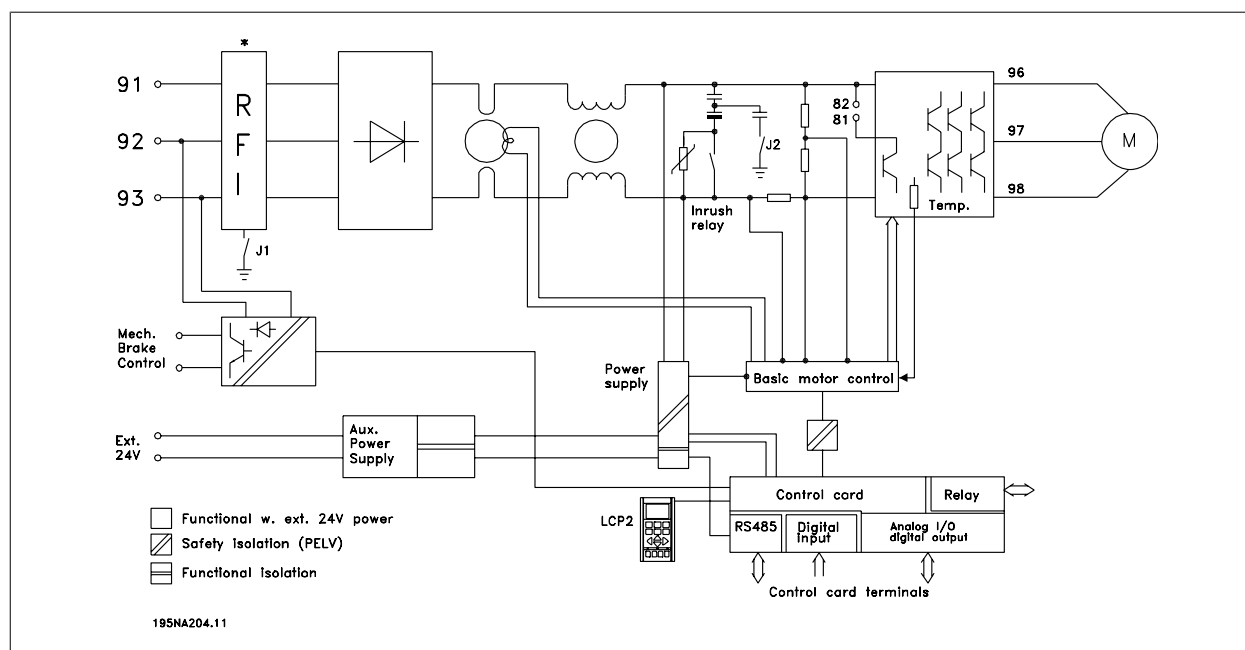 *
91
92
93
R
F
I
J1
82
81
J2
Inrush
relay
Temp.
96
97
98
M
Mech.
Brake
Control
Power
supply
Basic motor control
Ext.
24V
Aux.
Power
Supply
Control card
Relay
LCP2
RS485
Digital
input
Analog I/O
digital output
Control card terminals
Functional w. ext. 24V power
Safety isolation (PELV)
Functional isolation
195NA204.11